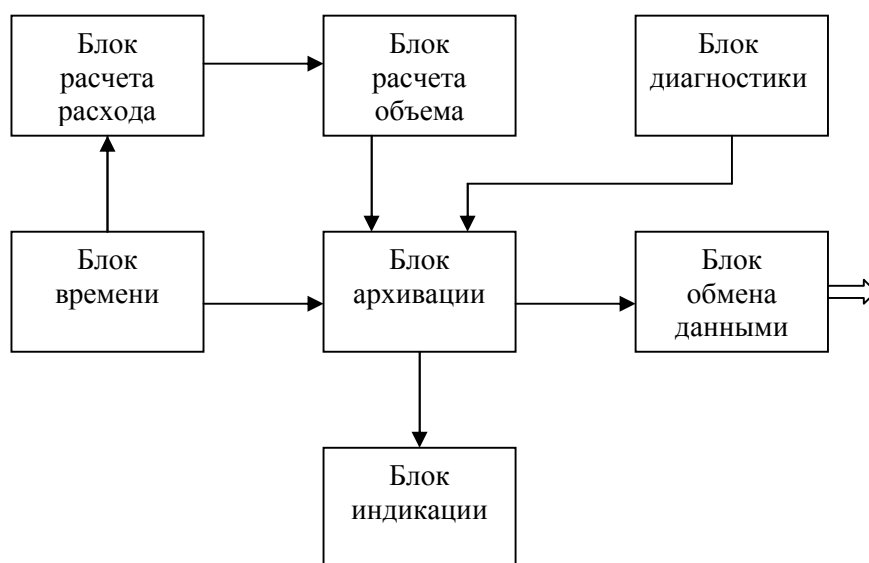 Блок
расчета
расхода
Блок
расчета
объема
Блок
диагностики
Блок
времени
Блок
архивации
Блок
обмена
данными
Блок
индикации